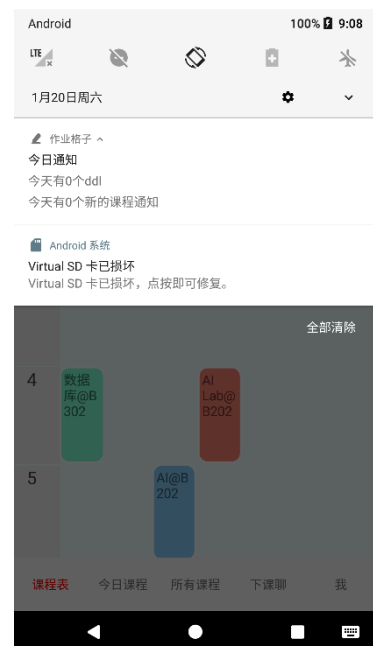 Android 100% 9:08
LTE
1月20日周六
作业格子
今日通知
今天有0个ddl
今天有0个新的课程通知
Android 系统
Virtual SD 卡已损坏
Virtual SD 卡已损坏，点按即可修复。
全部清除
4
数据
库@B
302
AI
Lab@
B202
5
AI@B
202
课程表 今日课程 所有课程 下课聊 我